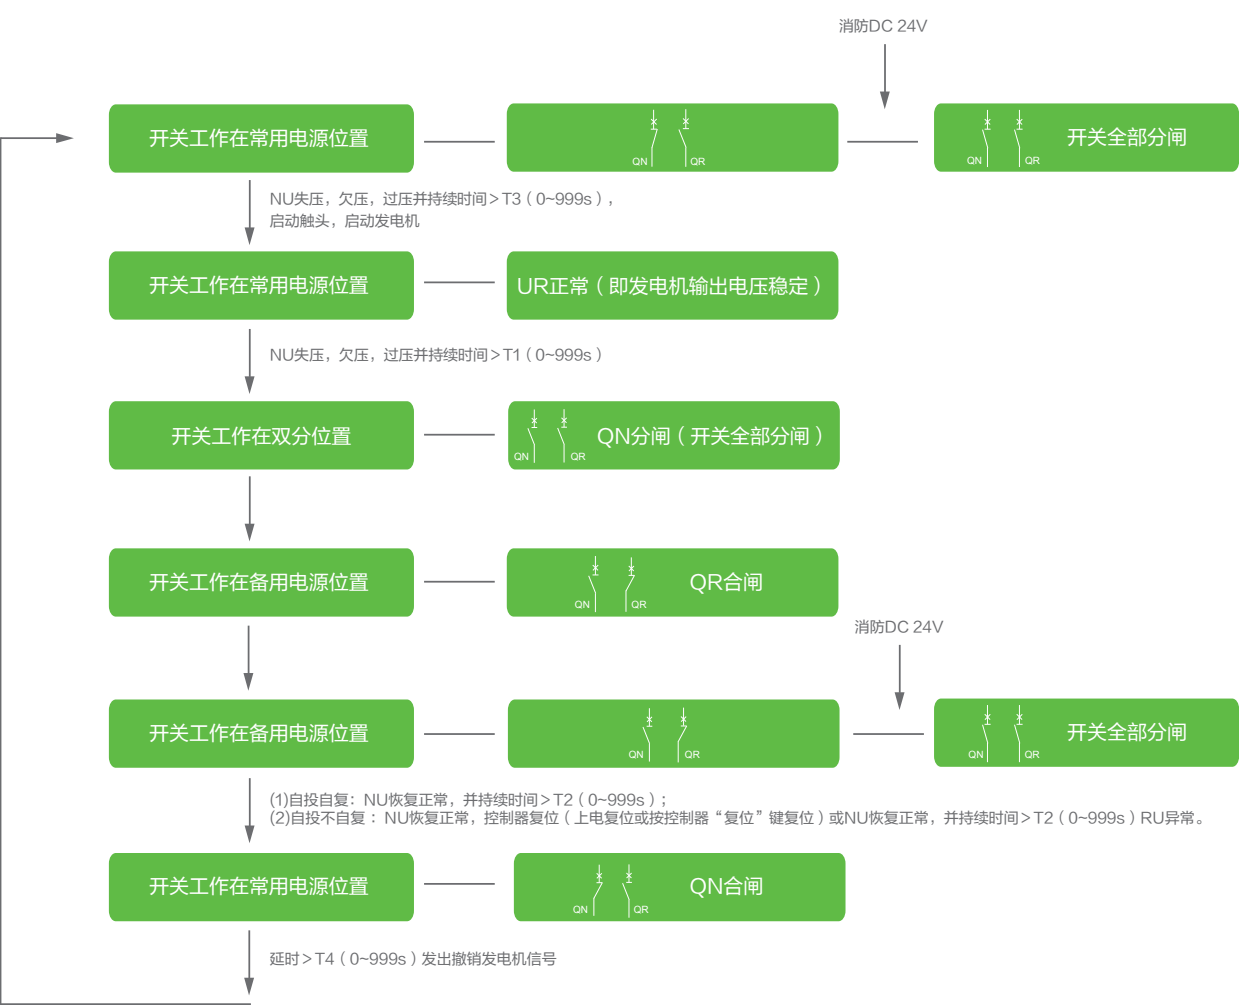 消防DC 24V
开关工作在常用电源位置
QN QR
QN QR 开关全部分闸
NU失压，欠压，过压并持续时间＞T3（0~999s），
启动触头，启动发电机
开关工作在常用电源位置
UR正常（即发电机输出电压稳定）
NU失压，欠压，过压并持续时间＞T1（0~999s）
开关工作在双分位置
QN QR QN分闸（开关全部分闸）
开关工作在备用电源位置
QN QR QR合闸
消防DC 24V
开关工作在备用电源位置
QN QR
QN QR 开关全部分闸
(1)自投自复：NU恢复正常，并持续时间＞T2（0~999s）；
(2)自投不自复 ：NU恢复正常，控制器复位（上电复位或按控制器“复位”键复位）或NU恢复正常，并持续时间＞T2（0~999s）RU异常。
开关工作在常用电源位置
QN QR QN合闸
延时＞T4（0~999s）发出撤销发电机信号